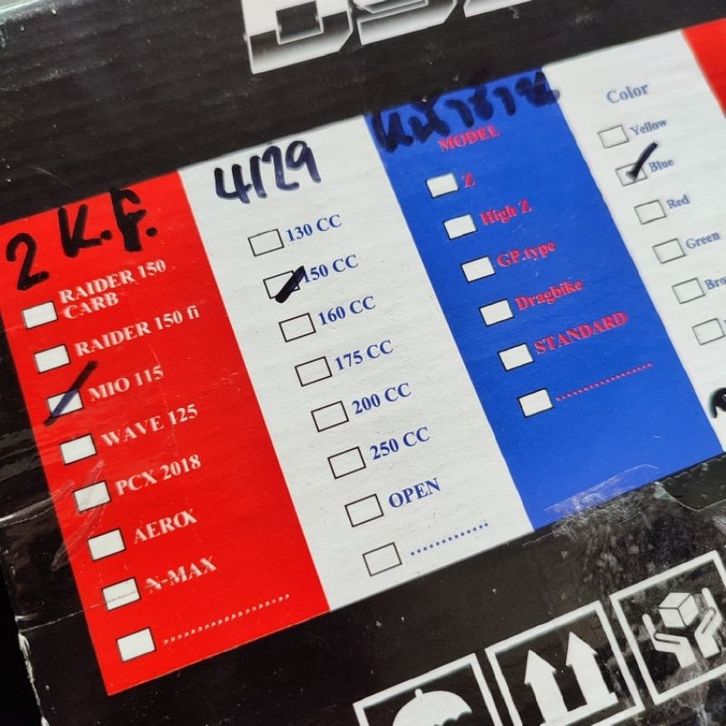 2 K.F.
RAIDER 150
CARB
RAIDER 150 fi
MIO 115
WAVE 125
PCX 2018
AEROX
N-MAX
4129
130 CC
150 CC
160 CC
175 CC
200 CC
250 CC
OPEN
MODEL
Z
High Z
GP.type
Dragbike
STANDARD
Color
Yellow
Blue
Red
Green